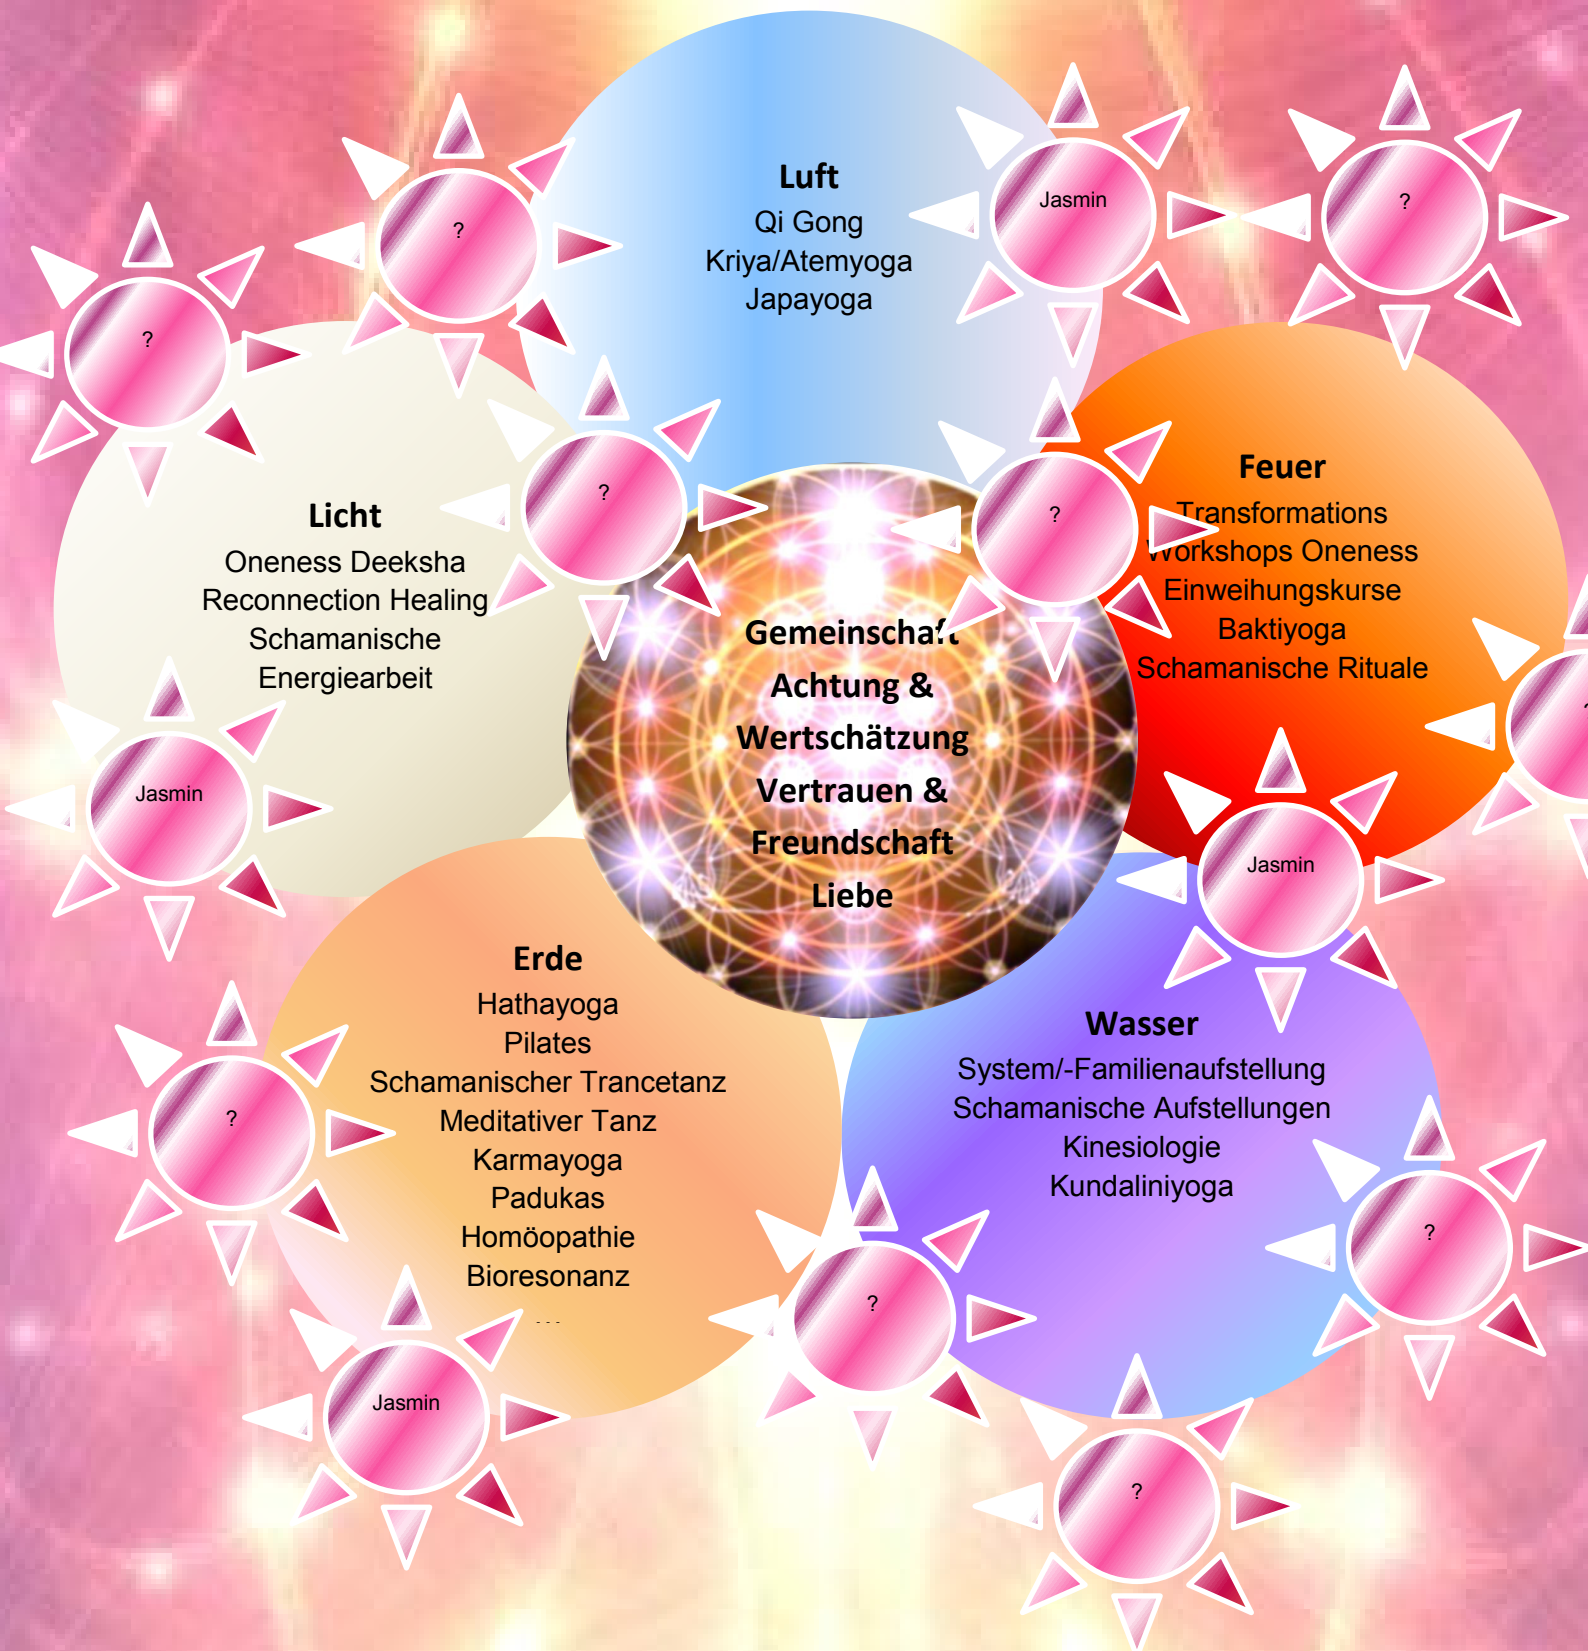 Luft
Qi Gong
Kriya/Atemyoga
Japayoga
Jasmin
?
?
?
?
?
Licht
Oneness Deeksha
Reconnection Healing
Schamanische
Energiearbeit
Jasmin
Feuer
Transformations
Workshops Oneness
Einweihungskurse
Baktiyoga
Schamanische Rituale
?
Jasmin
Gemeinschaft
Achtung &
Wertschätzung
Vertrauen &
Freundschaft
Liebe
Erde
Hathayoga
Pilates
Schamanischer Trancetanz
Meditativer Tanz
Karmayoga
Padukas
Homöopathie
Bioresonanz
...
?
Jasmin
Wasser
System/-Familienaufstellung
Schamanische Aufstellungen
Kinesiologie
Kundaliniyoga
?
?
?